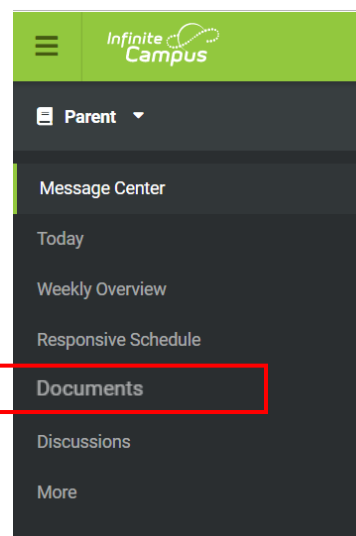 Infinite
Campus
Parent
Message Center
Today
Weekly Overview
Responsive Schedule
Documents
Discussions
More